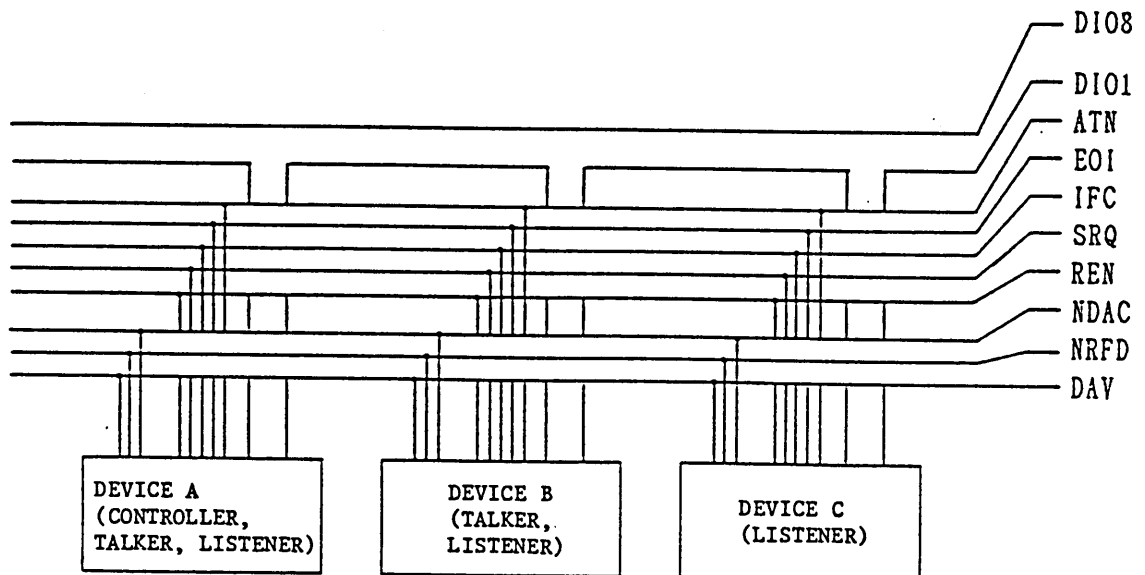 DIO8
DIO1
ATN
EOI
IFC
SRQ
REN
NDAC
NRFD
DAV
DEVICE A
(CONTROLLER,
TALKER, LISTENER)
DEVICE B
(TALKER,
LISTENER)
DEVICE C
(LISTENER)